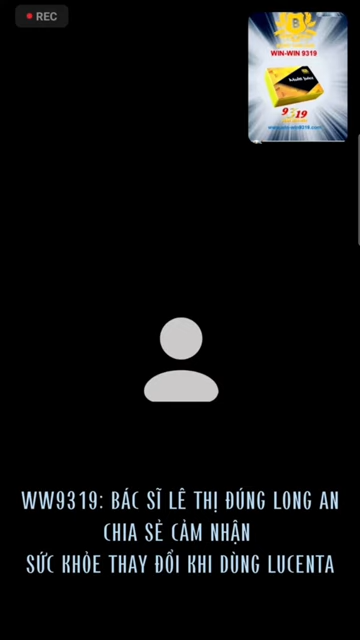 REC
B
WIN-WIN 9319
9319
WW9319: BÁC SĨ LÊ THỊ ĐÚNG LONG AN
CHIA SẺ CẢM NHẬN
SỨC KHỎE THAY ĐỔI KHI DÙNG LUCENTA